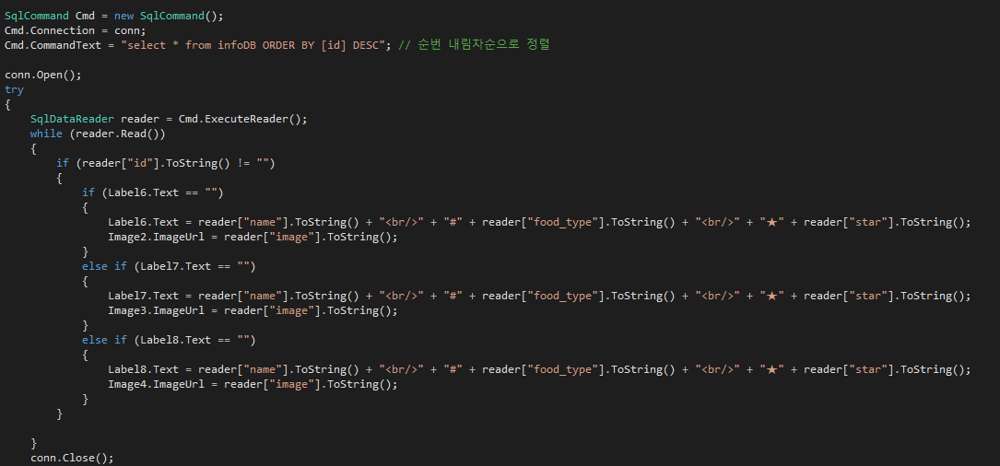 SqlCommand Cmd = new SqlCommand();
Cmd.Connection = conn;
Cmd.CommandText = "select * from infoDB ORDER BY [id] DESC"; // 순번 내림차순으로 정렬
conn.Open();
try
{
SqlDataReader reader = Cmd.ExecuteReader();
while (reader.Read())
{
if (reader["id"].ToString() != "")
{
if (Label6.Text == "")
{
Label6.Text = reader["name"].ToString() + "<br/>" + "#" + reader["food_type"].ToString() + "<br/>" + "★" + reader["star"].ToString();
Image2.ImageUrl = reader["image"].ToString();
}
else if (Label7.Text == "")
{
Label7.Text = reader["name"].ToString() + "<br/>" + "#" + reader["food_type"].ToString() + "<br/>" + "★" + reader["star"].ToString();
Image3.ImageUrl = reader["image"].ToString();
}
else if (Label8.Text == "")
{
Label8.Text = reader["name"].ToString() + "<br/>" + "#" + reader["food_type"].ToString() + "<br/>" + "★" + reader["star"].ToString();
Image4.ImageUrl = reader["image"].ToString();
}
}
}
conn.Close();